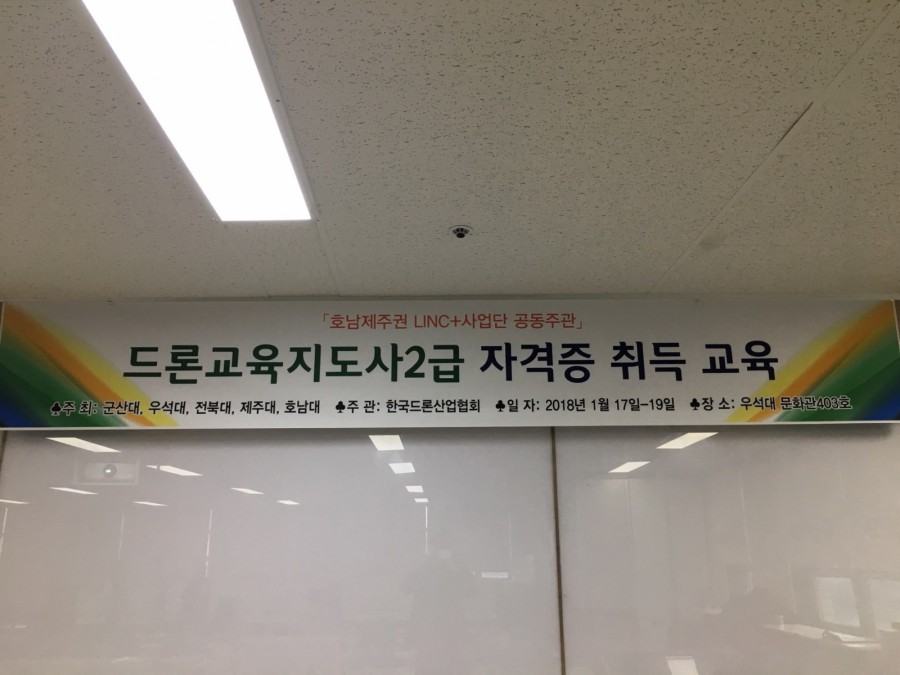 「호남제주권 LINC+사업단 공동주관」
드론교육지도사2급 자격증 취득 교육
♣주 최: 군산대, 우석대, 전북대, 제주대, 호남대 ♣주 관: 한국드론산업협회 ♣일 자: 2018년 1월 17일-19일 ♣장 소: 우석대 문화관403호